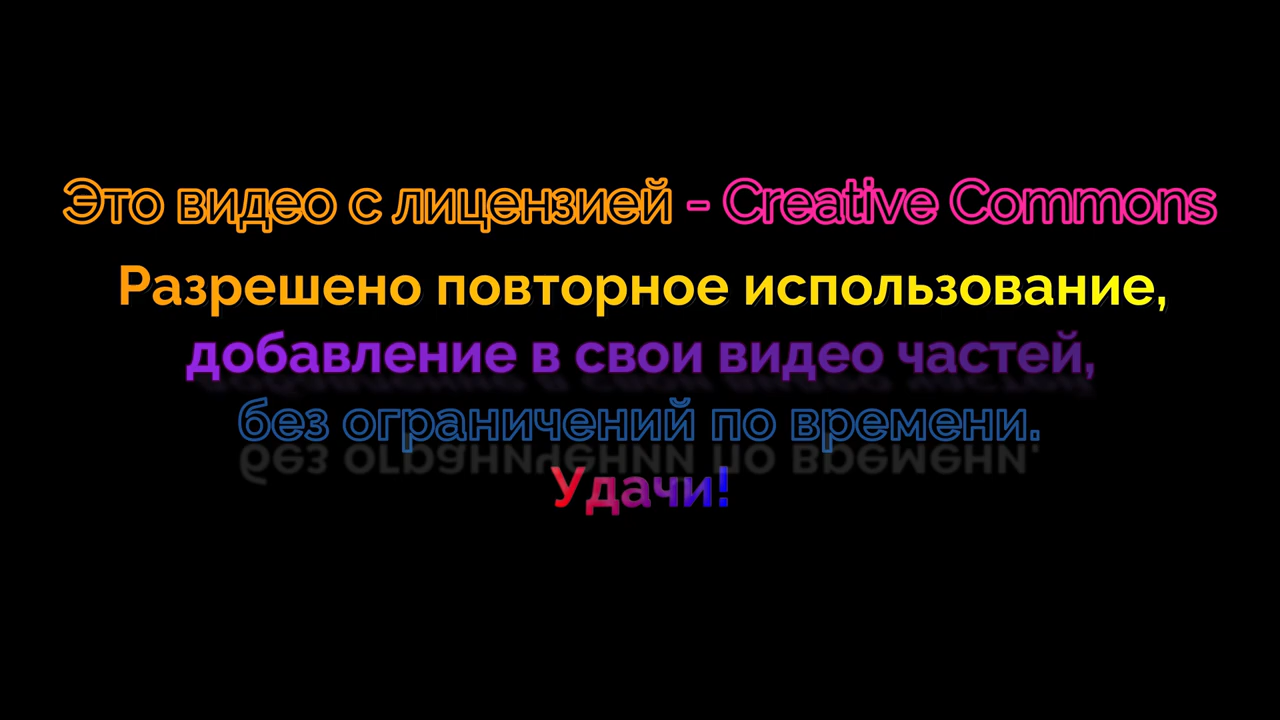 Это видео с лицензией - Creative Commons
Разрешено повторное использование,
добавление в свои видео частей,
без ограничений по времени.
Удачи!